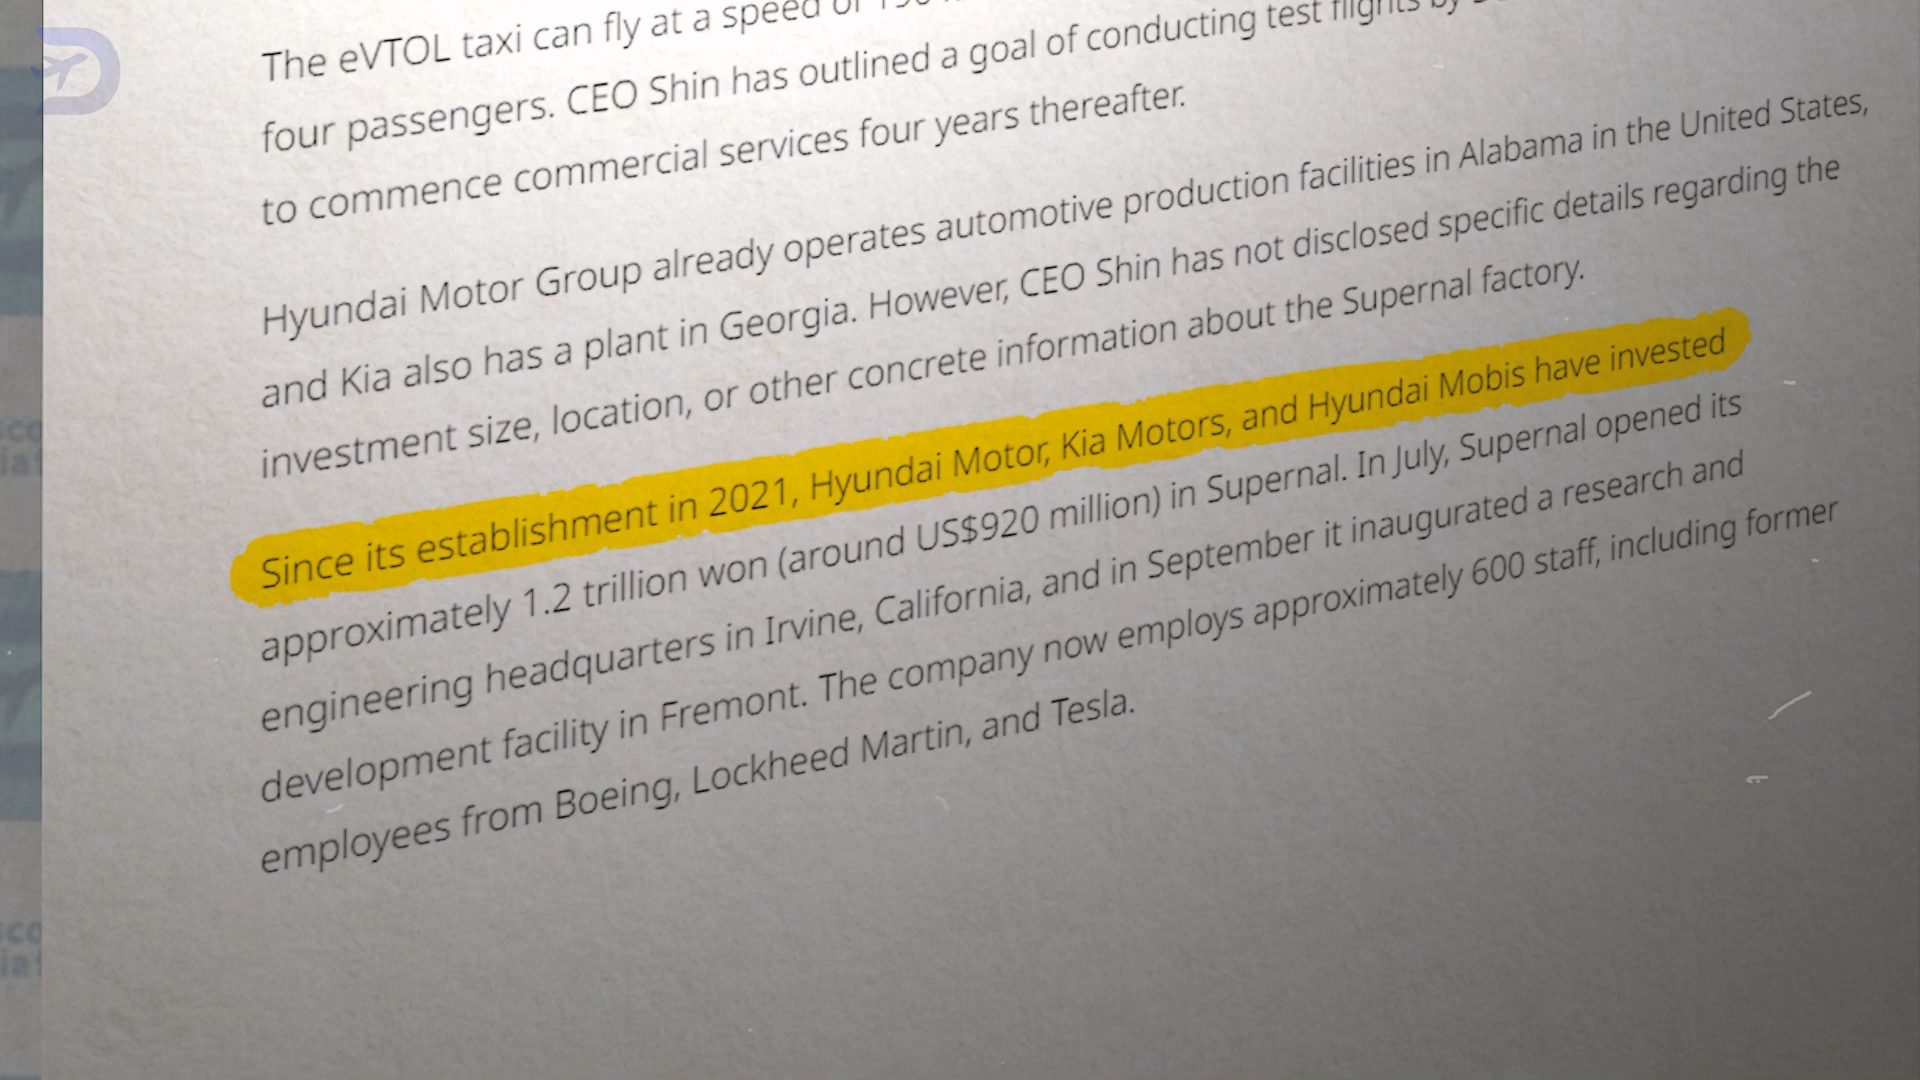 The eVTOL taxi can fly at a speed of
four passengers. CEO Shin has outlined a goal of conducting test flights by
to commence commercial services four years thereafter.
Hyundai Motor Group already operates automotive production facilities in Alabama in the United States,
and Kia also has a plant in Georgia. However, CEO Shin has not disclosed specific details regarding the
investment size, location, or other concrete information about the Supernal factory.
Since its establishment in 2021, Hyundai Motor, Kia Motors, and Hyundai Mobis have invested
approximately 1.2 trillion won (around US$920 million) in Supernal. In July, Supernal opened its
engineering headquarters in Irvine, California, and in September it inaugurated a research and
development facility in Fremont. The company now employs approximately 600 staff, including former
employees from Boeing, Lockheed Martin, and Tesla.